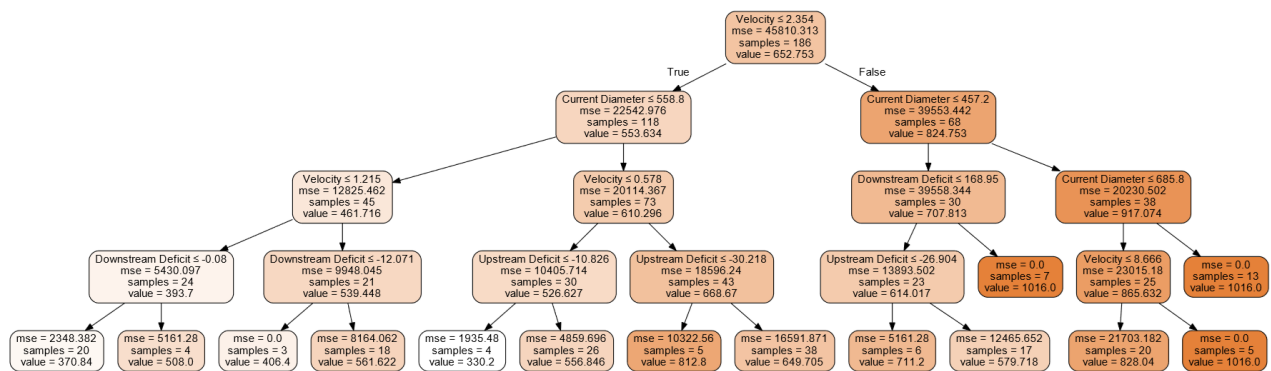 Velocity ≤ 2.354
mse = 45810.313
samples = 186
value = 652.753
True
False
Current Diameter ≤ 558.8
mse = 22542.976
samples = 118
value = 553.634
Current Diameter ≤ 457.2
mse = 39553.442
samples = 68
value = 824.753
Velocity ≤ 1.215
mse = 12825.462
samples = 45
value = 461.716
Velocity ≤ 0.578
mse = 20114.367
samples = 73
value = 610.296
Downstream Deficit ≤ 168.95
mse = 39558.344
samples = 30
value = 707.813
Current Diameter ≤ 685.8
mse = 20230.502
samples = 38
value = 917.074
Downstream Deficit ≤ -0.08
mse = 5430.097
samples = 24
value = 393.7
Downstream Deficit ≤ -12.071
mse = 9948.045
samples = 21
value = 539.448
Upstream Deficit ≤ -10.826
mse = 10405.714
samples = 30
value = 526.627
Upstream Deficit ≤ -30.218
mse = 18596.24
samples = 43
value = 668.67
Upstream Deficit ≤ -26.904
mse = 13893.502
samples = 23
value = 614.017
mse = 0.0
samples = 7
value = 1016.0
Velocity ≤ 8.666
mse = 23015.18
samples = 25
value = 865.632
mse = 0.0
samples = 13
value = 1016.0
mse = 2348.382
samples = 20
value = 370.84
mse = 5161.28
samples = 4
value = 508.0
mse = 0.0
samples = 3
value = 406.4
mse = 8164.062
samples = 18
value = 561.622
mse = 1935.48
samples = 4
value = 330.2
mse = 4859.696
samples = 26
value = 556.846
mse = 10322.56
samples = 5
value = 812.8
mse = 16591.871
samples = 38
value = 649.705
mse = 5161.28
samples = 6
value = 711.2
mse = 12465.652
samples = 17
value = 579.718
mse = 21703.182
samples = 20
value = 828.04
mse = 0.0
samples = 5
value = 1016.0